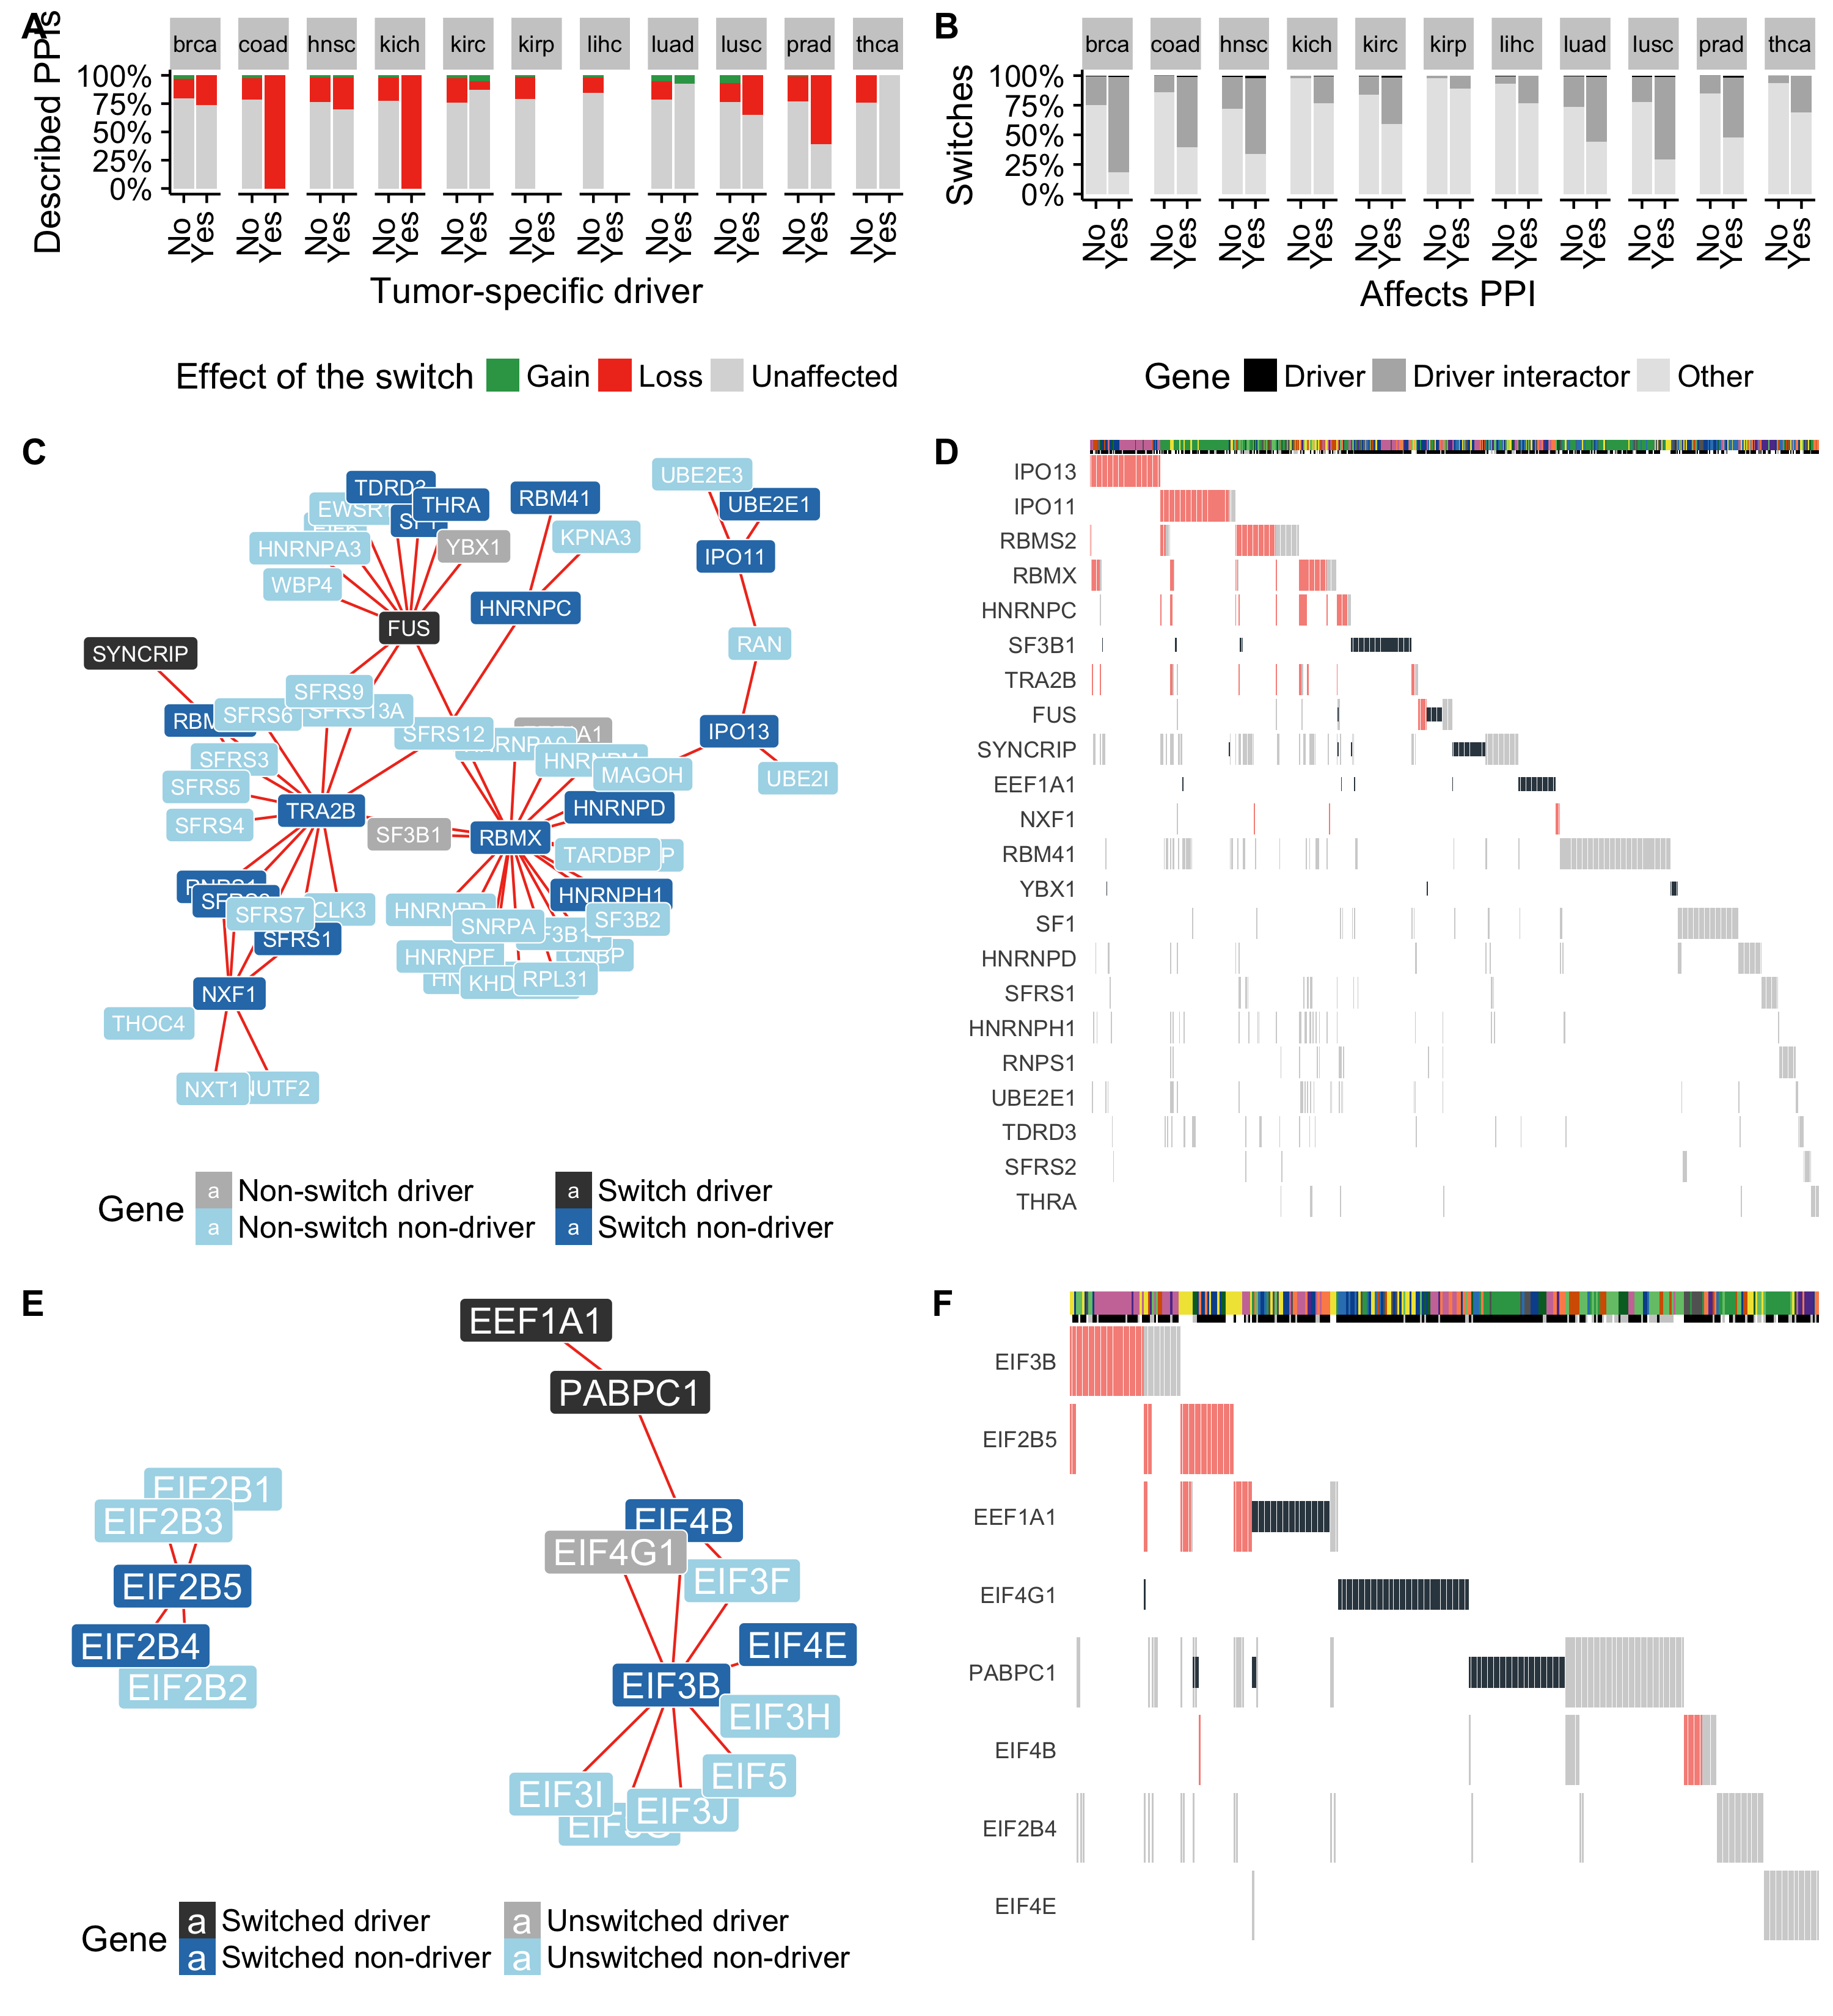 A
Described PPIs
brca coad hnsc kich kirc kirp lihc luad lusc prad thca
100%
75%
50%
25%
0%
No Yes No Yes No Yes No Yes No Yes No Yes No Yes No Yes No Yes No Yes No Yes
Tumor-specific driver
Effect of the switch Gain Loss Unaffected
B
Switches
brca coad hnsc kich kirc kirp lihc luad lusc prad thca
100%
75%
50%
25%
0%
No Yes No Yes No Yes No Yes No Yes No Yes No Yes No Yes No Yes No Yes No Yes
Affects PPI
Gene Driver Driver interactor Other
C
TDRD3
THRA
RBM41
UBE2E3
UBE2E1
SF1
YBX1
KPNA3
HNRNPA3
IPO11
WBP4
HNRNPC
FUS
RAN
SYNCRIP
SFRS9
SFRS6
SFRS13A
SFRS12
IPO13
SFRS3
MAGOH
UBE2I
SFRS5
HNRNPD
TRA2B
SFRS4
SF3B1
RBMX
TARDBP
HNRNPH1
SFRS7
CLK3
SNRPA
SF3B2
SFRS1
HNRNPF
CNBP
RPL31
NXF1
THOC4
NXT1
NUTF2
Gene
a Non-switch driver
a Switch driver
a Non-switch non-driver
a Switch non-driver
D
IPO13
IPO11
RBMS2
RBMX
HNRNPC
SF3B1
TRA2B
FUS
SYNCRIP
EEF1A1
NXF1
RBM41
YBX1
SF1
HNRNPD
SFRS1
HNRNPH1
RNPS1
UBE2E1
TDRD3
SFRS2
THRA
E
EEF1A1
PABPC1
EIF2B1
EIF2B3
EIF4B
EIF4G1
EIF3F
EIF2B5
EIF2B4
EIF4E
EIF3B
EIF2B2
EIF3H
EIF5
EIF3I
EIF3J
Gene
a Switched driver
a Unswitched driver
a Switched non-driver
a Unswitched non-driver
F
EIF3B
EIF2B5
EEF1A1
EIF4G1
PABPC1
EIF4B
EIF2B4
EIF4E